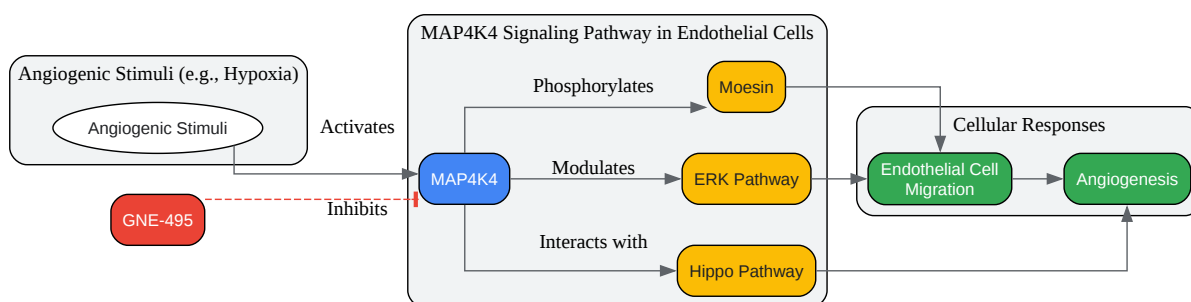 MAP4K4 Signaling Pathway in Endothelial Cells
Angiogenic Stimuli (e.g., Hypoxia)
Phosphorylates
Moesin
Angiogenic Stimuli
Activates
Cellular Responses
MAP4K4
Modulates
ERK Pathway
Endothelial Cell
Migration
Angiogenesis
GNE-495
Inhibits
Interacts with
Hippo Pathway